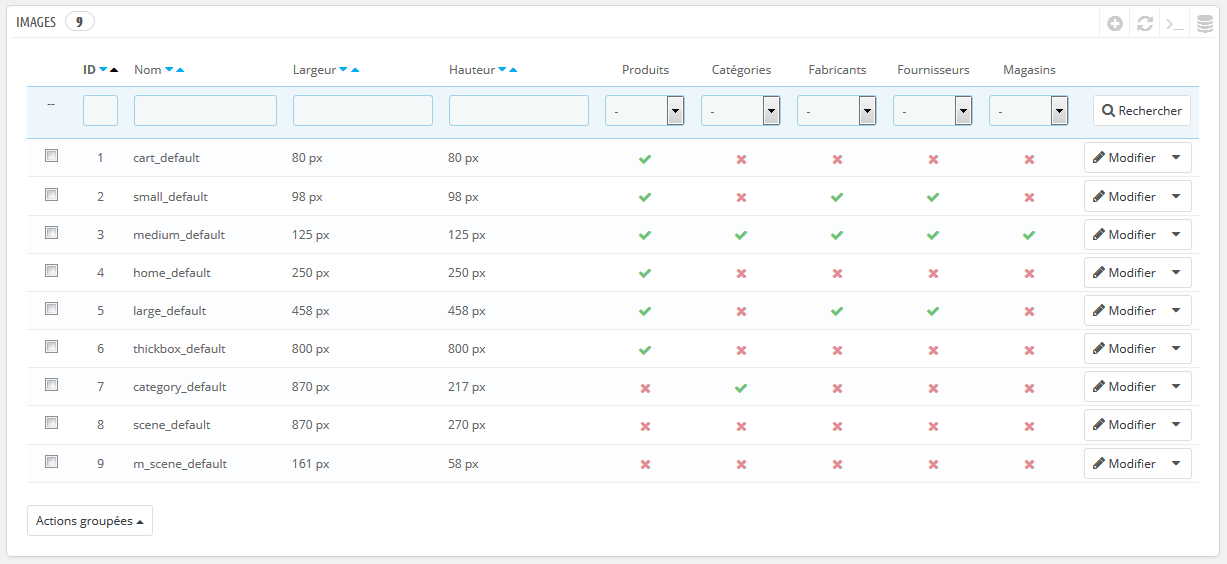 IMAGES 9
ID Nom Largeur Hauteur Produits Catégories Fabricants Fournisseurs Magasins
-- - - - - - Rechercher
1 cart_default 80 px 80 px Modifier
2 small_default 98 px 98 px Modifier
3 medium_default 125 px 125 px Modifier
4 home_default 250 px 250 px Modifier
5 large_default 458 px 458 px Modifier
6 thickbox_default 800 px 800 px Modifier
7 category_default 870 px 217 px Modifier
8 scene_default 870 px 270 px Modifier
9 m_scene_default 161 px 58 px Modifier
Actions groupées